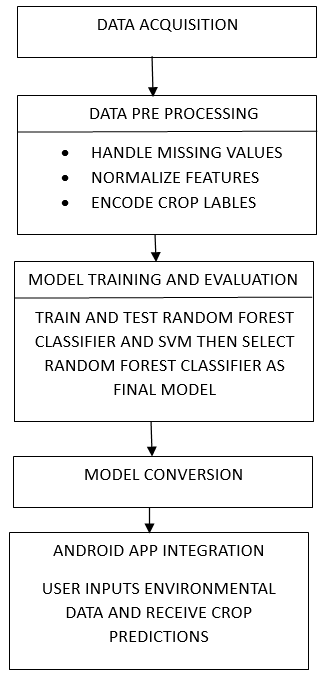 DATA ACQUISITION
DATA PRE PROCESSING
• HANDLE MISSING VALUES
• NORMALIZE FEATURES
• ENCODE CROP LABLES
MODEL TRAINING AND EVALUATION
TRAIN AND TEST RANDOM FOREST
CLASSIFIER AND SVM THEN SELECT
RANDOM FOREST CLASSIFIER AS
FINAL MODEL
MODEL CONVERSION
ANDROID APP INTEGRATION
USER INPUTS ENVIRONMENTAL
DATA AND RECEIVE CROP
PREDICTIONS